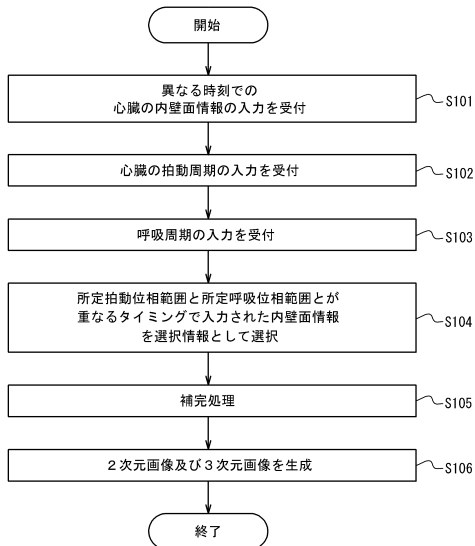 開始
異なる時刻での
心臓の内壁面情報の入力を受付
S101
心臓の拍動周期の入力を受付
S102
呼吸周期の入力を受付
S103
所定拍動位相範囲と所定呼吸位相範囲とが
重なるタイミングで入力された内壁面情報
を選択情報として選択
S104
補完処理
S105
２次元画像及び３次元画像を生成
S106
終了